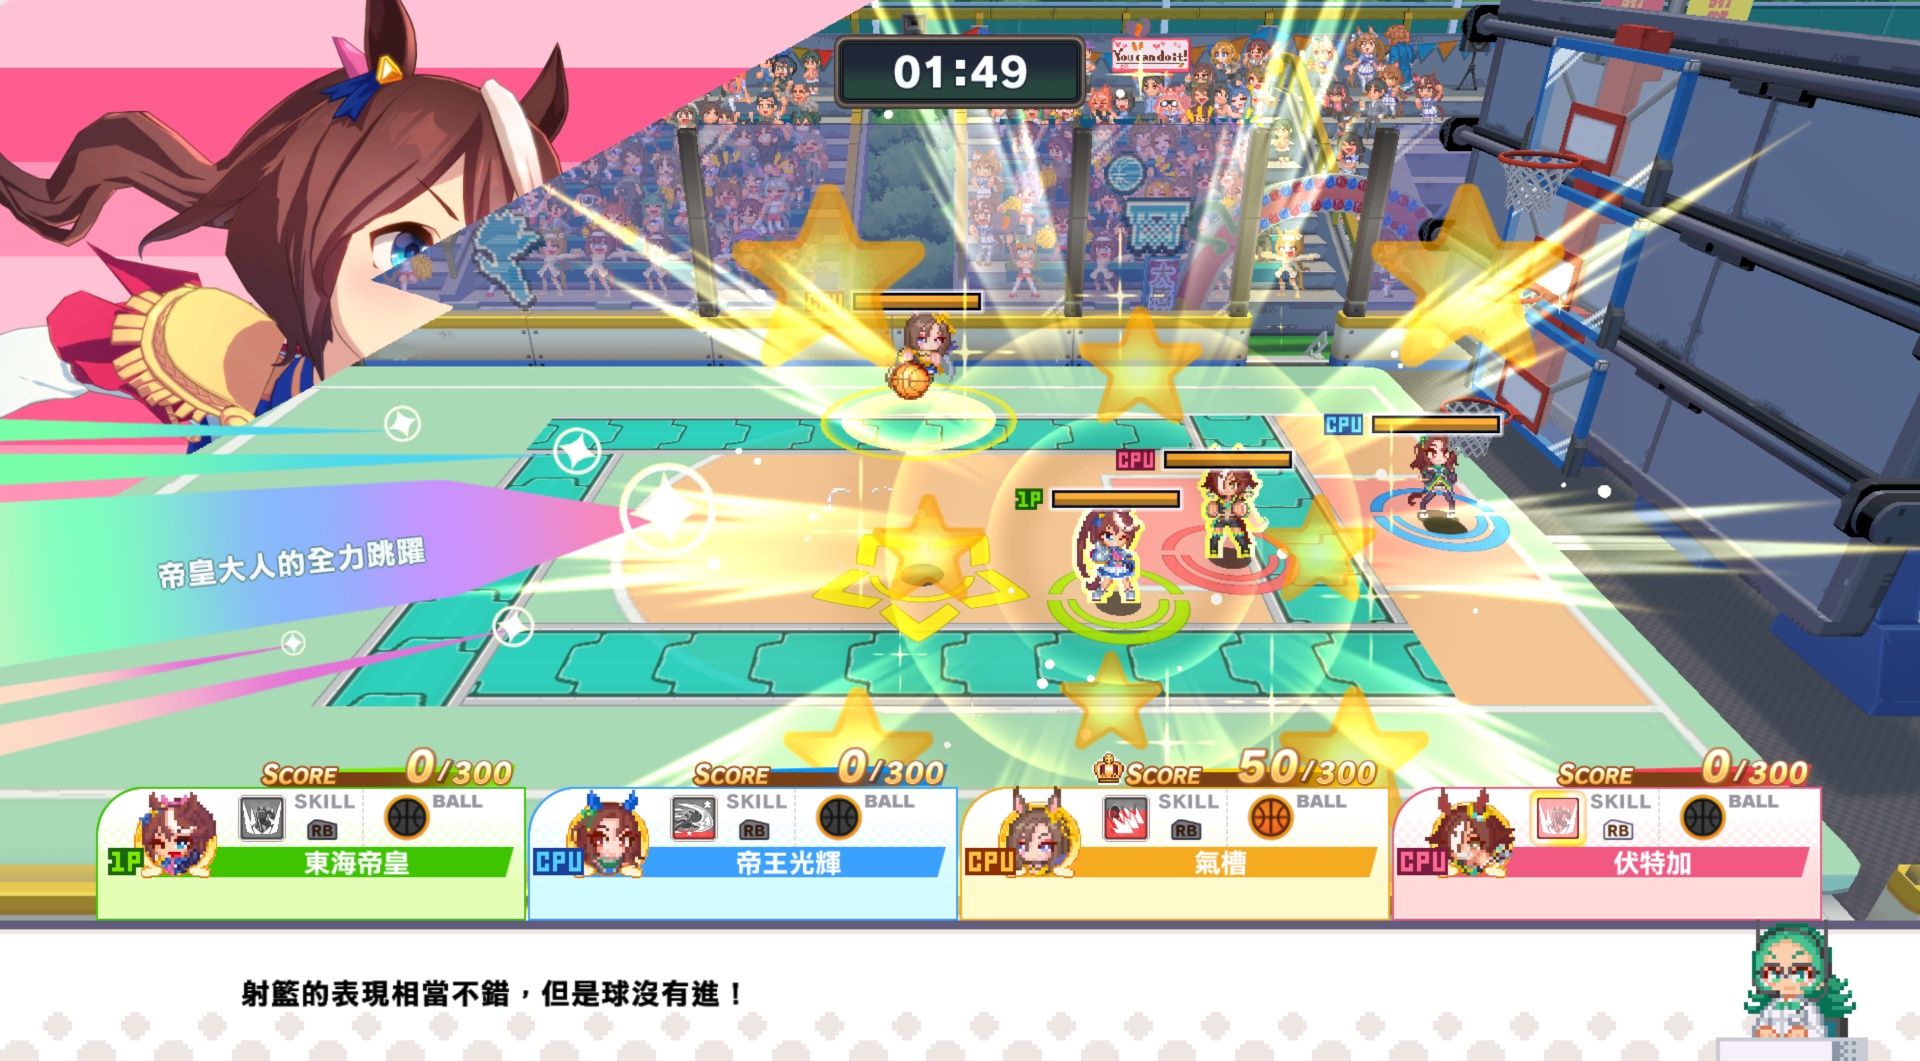 01:49
You can do it!
CPU
CPU
CPU
1P
帝皇大人的全力跳躍
SCORE 0/300
SCORE 0/300
SCORE 50/300
SCORE 0/300
SKILL BALL
SKILL BALL
SKILL BALL
SKILL BALL
RB
RB
RB
RB
1P 東海帝皇
CPU 帝王光輝
CPU 氣槽
CPU 伏特加
射籃的表現相當不錯，但是球沒有進！